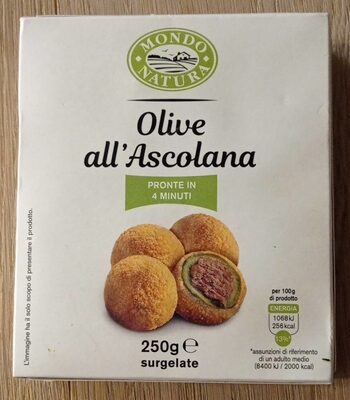 MONDO
NATURA
Olive
all'Ascolana
PRONTE IN
4 MINUTI
L'immagine ha il solo scopo di presentare il prodotto.
per 100g
di prodotto
ENERGIA
1068kJ
256kcal
13%*
*assunzioni di riferimento
di un adulto medio
(8400 kJ / 2000 kcal)
250g e
surgelate